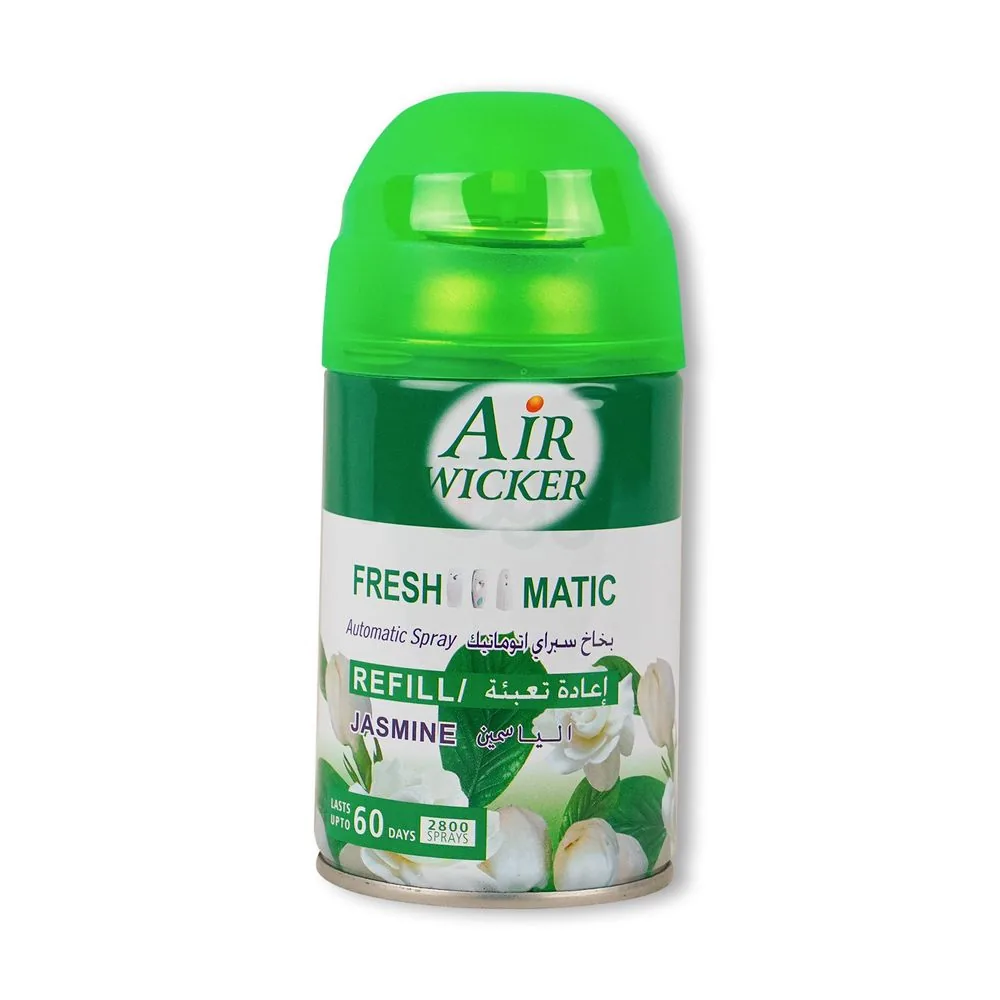 AIR
WICKER
FRESH MATIC
Automatic Spray بخاخ سبراي اتوماتيك
REFILL/ إعادة تعبئة
JASMINE الياسمين
LASTS
UPTO 60 DAYS
2800
SPRAYS